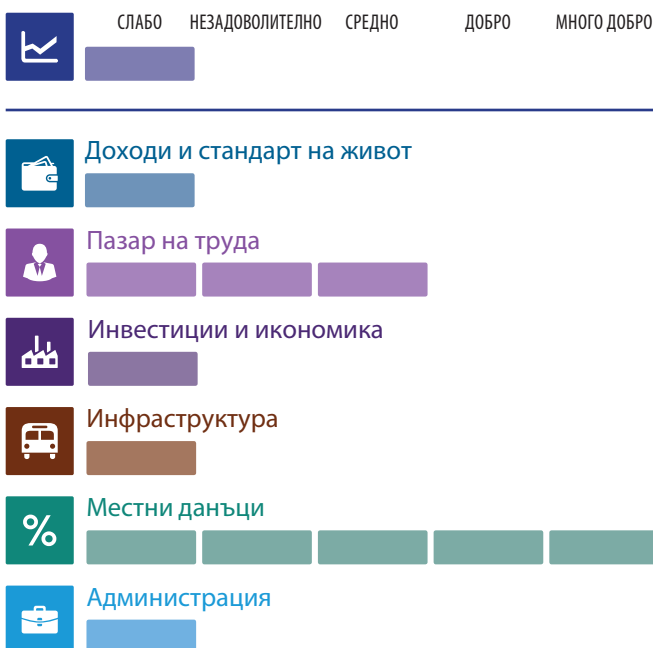 СЛАБО НЕЗАДОВОЛИТЕЛНО СРЕДНО ДОБРО МНОГО ДОБРО
Доходи и стандарт на живот
Пазар на труда
Инвестиции и икономика
Инфраструктура
Местни данъци
%
Администрация